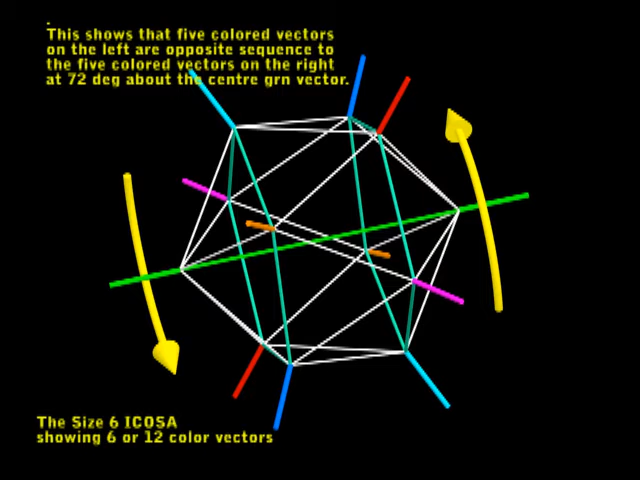 .
This shows that five colored vectors
on the left are opposite sequence to
the five colored vectors on the right
at 72 deg about the centre grn vector.
The Size 6 ICOSA
showing 6 or 12 color vectors